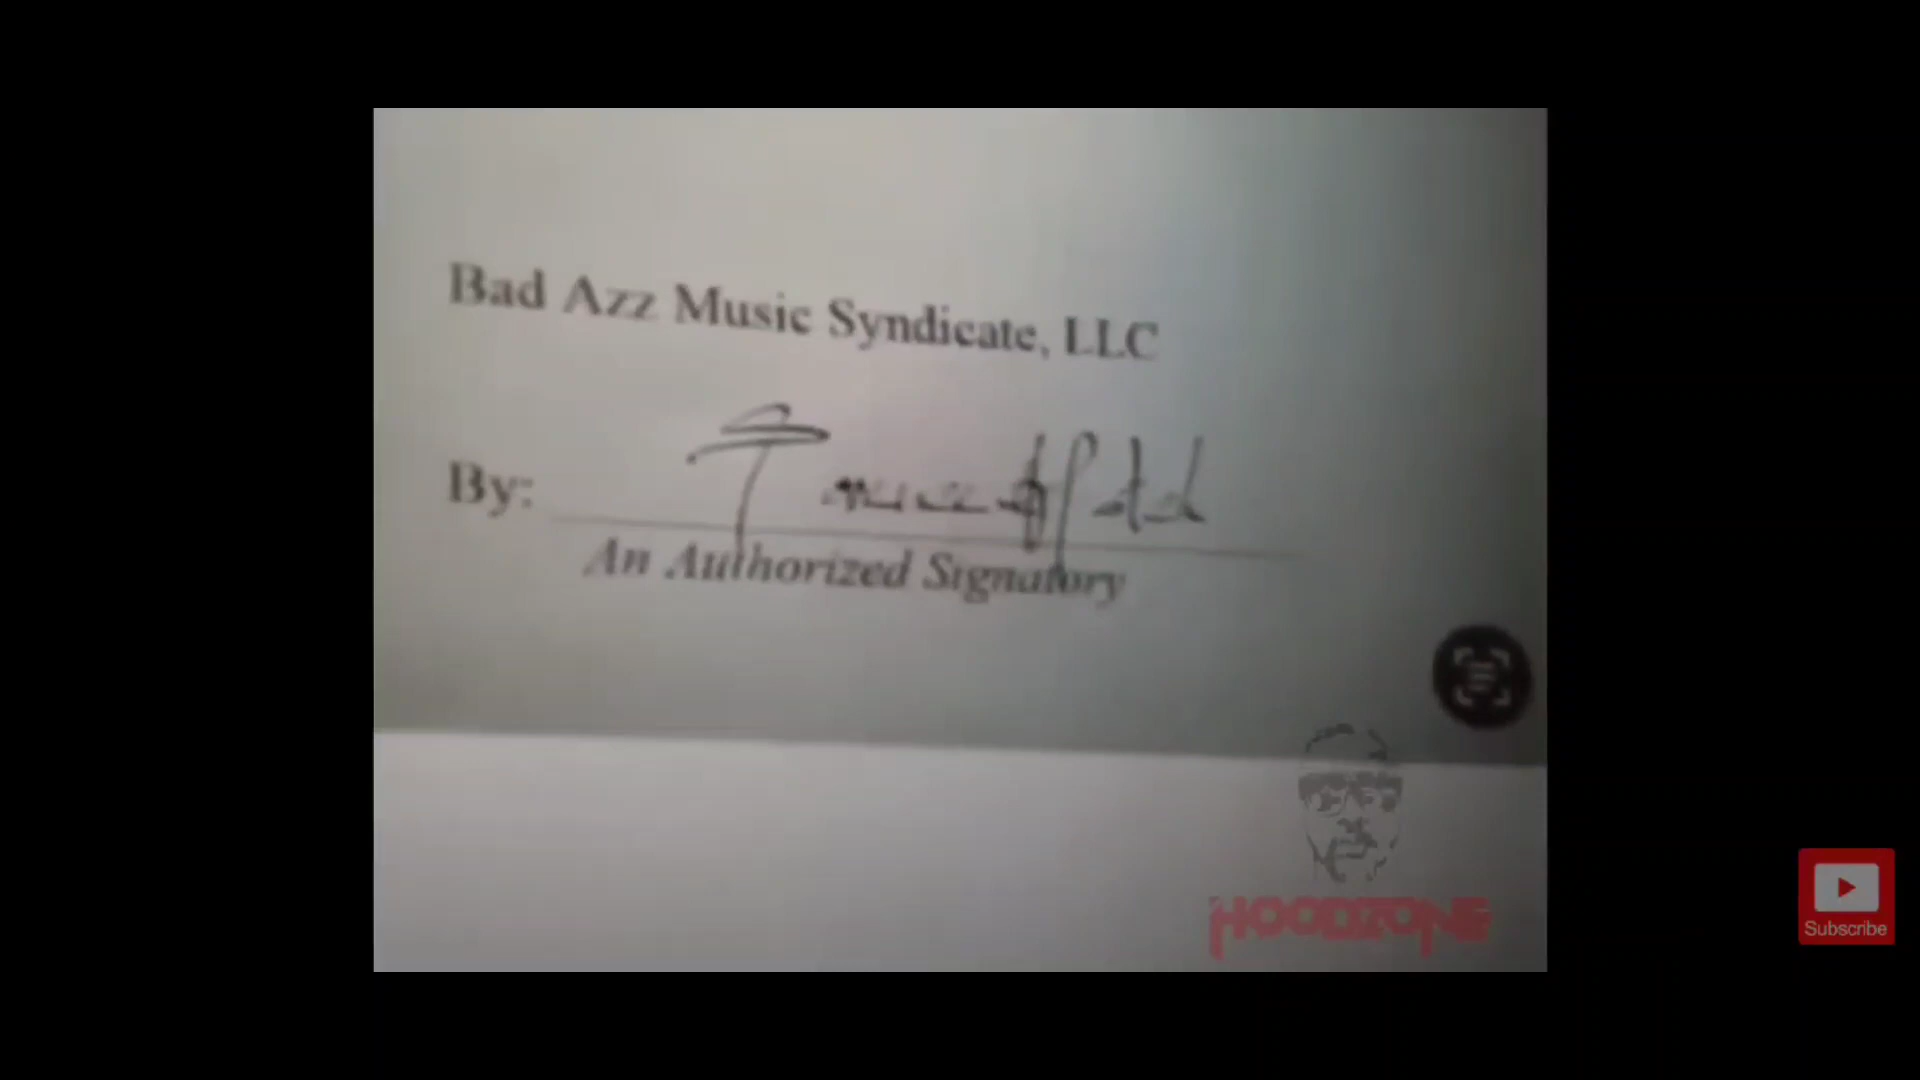 Bad Azz Music Syndicate, LLC
By:
An Authorized Signatory
HOODZONE
Subscribe